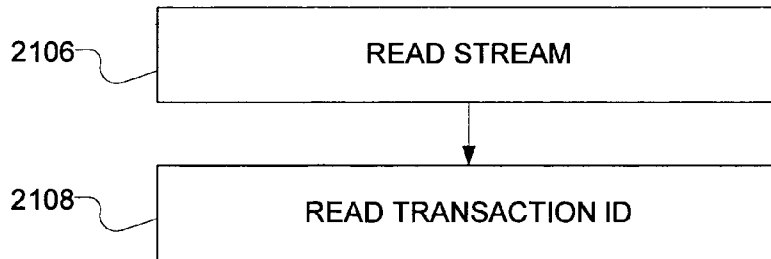 2106
READ STREAM
2108
READ TRANSACTION ID